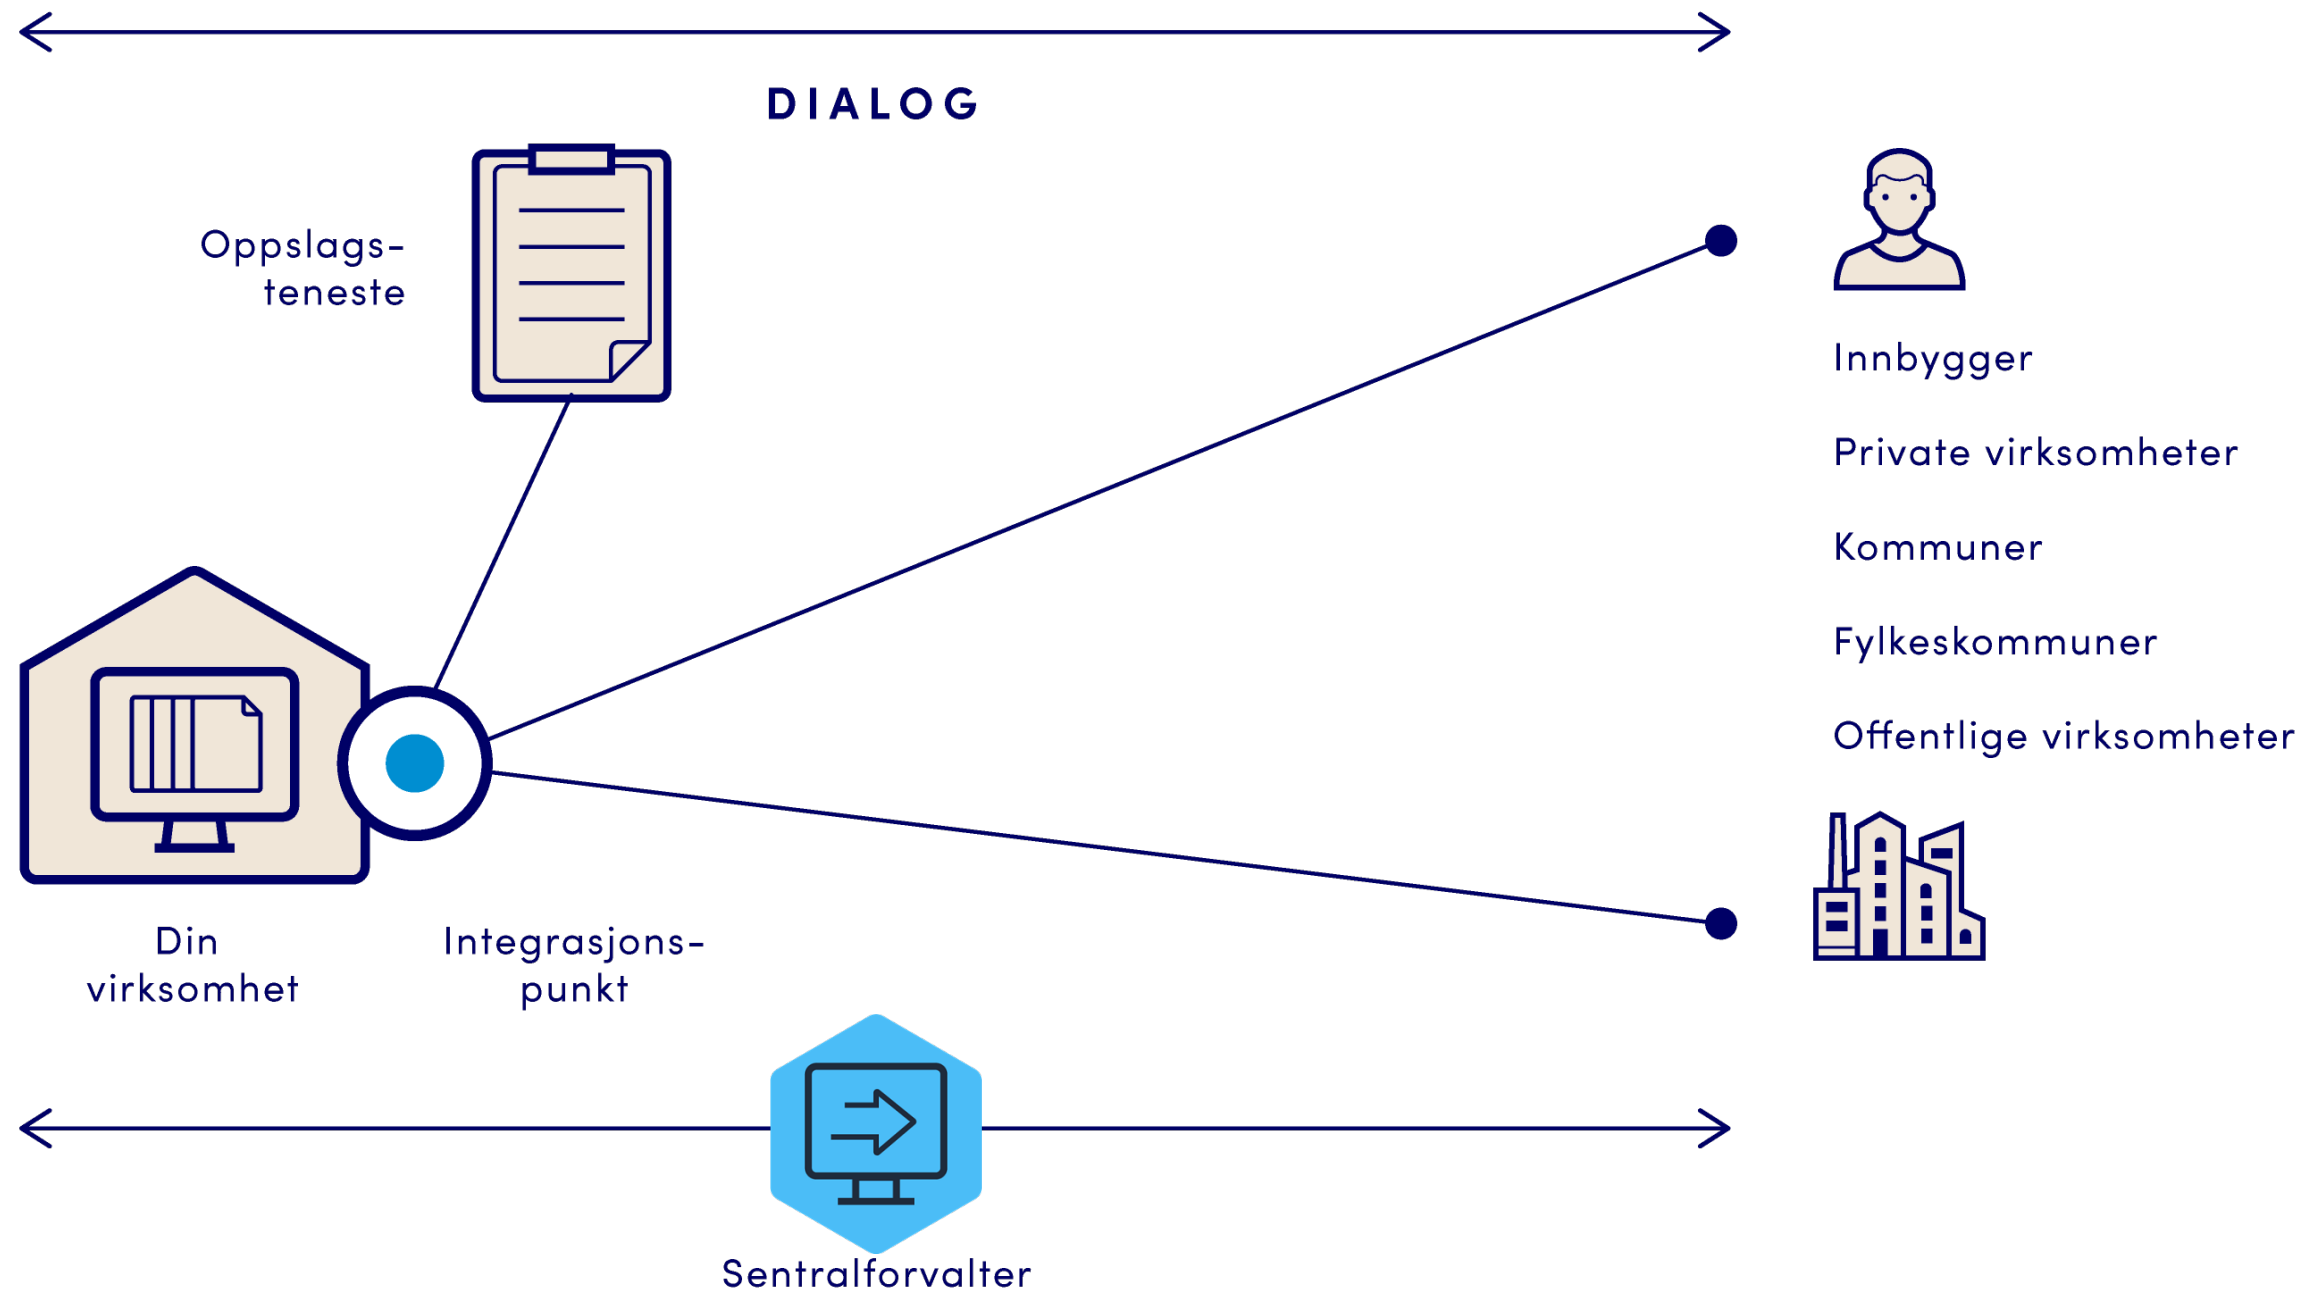 DIALOG
Oppslags-
teneste
Innbygger
Private virksomheter
Kommuner
Fylkeskommuner
Offentlige virksomheter
Din
virksomhet
Integrasjons-
punkt
Sentralforvalter